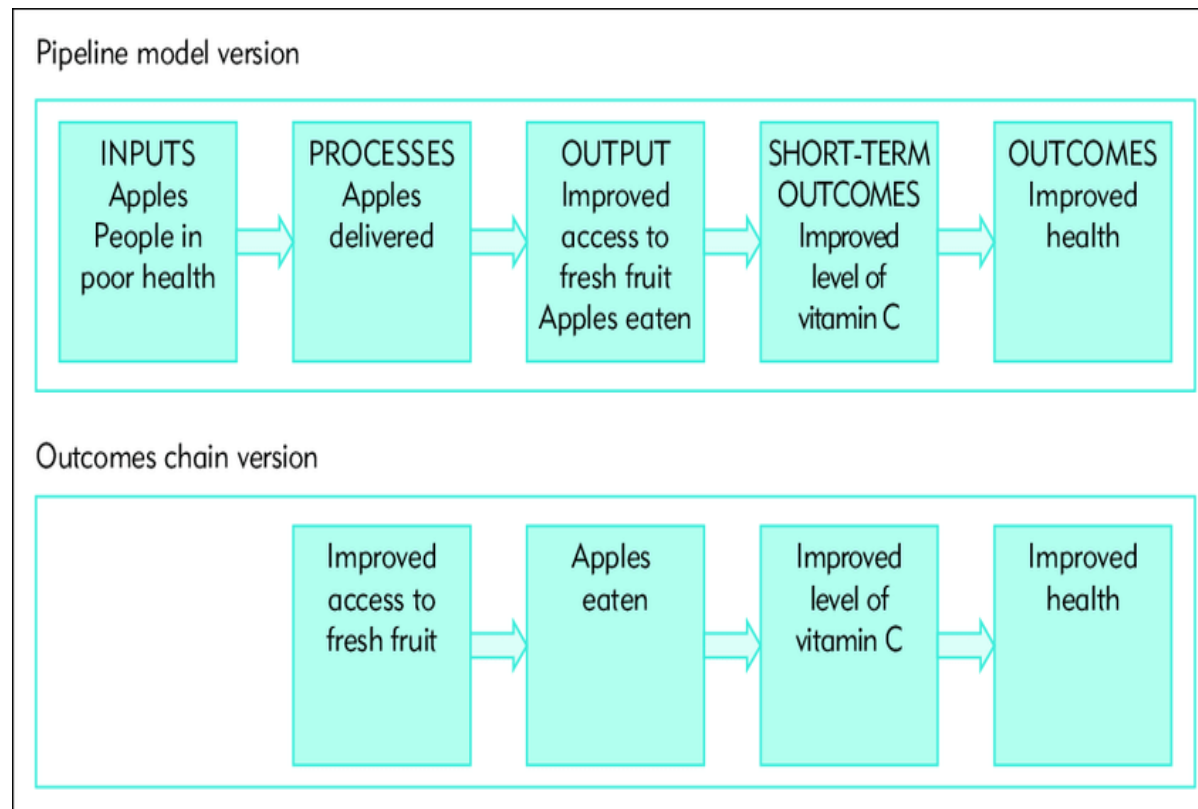 Pipeline model version
INPUTS
Apples
People in
poor health
PROCESSES
Apples
delivered
OUTPUT
Improved
access to
fresh fruit
Apples eaten
SHORT-TERM
OUTCOMES
Improved
level of
vitamin C
OUTCOMES
Improved
health
Outcomes chain version
Improved
access to
fresh fruit
Apples
eaten
Improved
level of
vitamin C
Improved
health